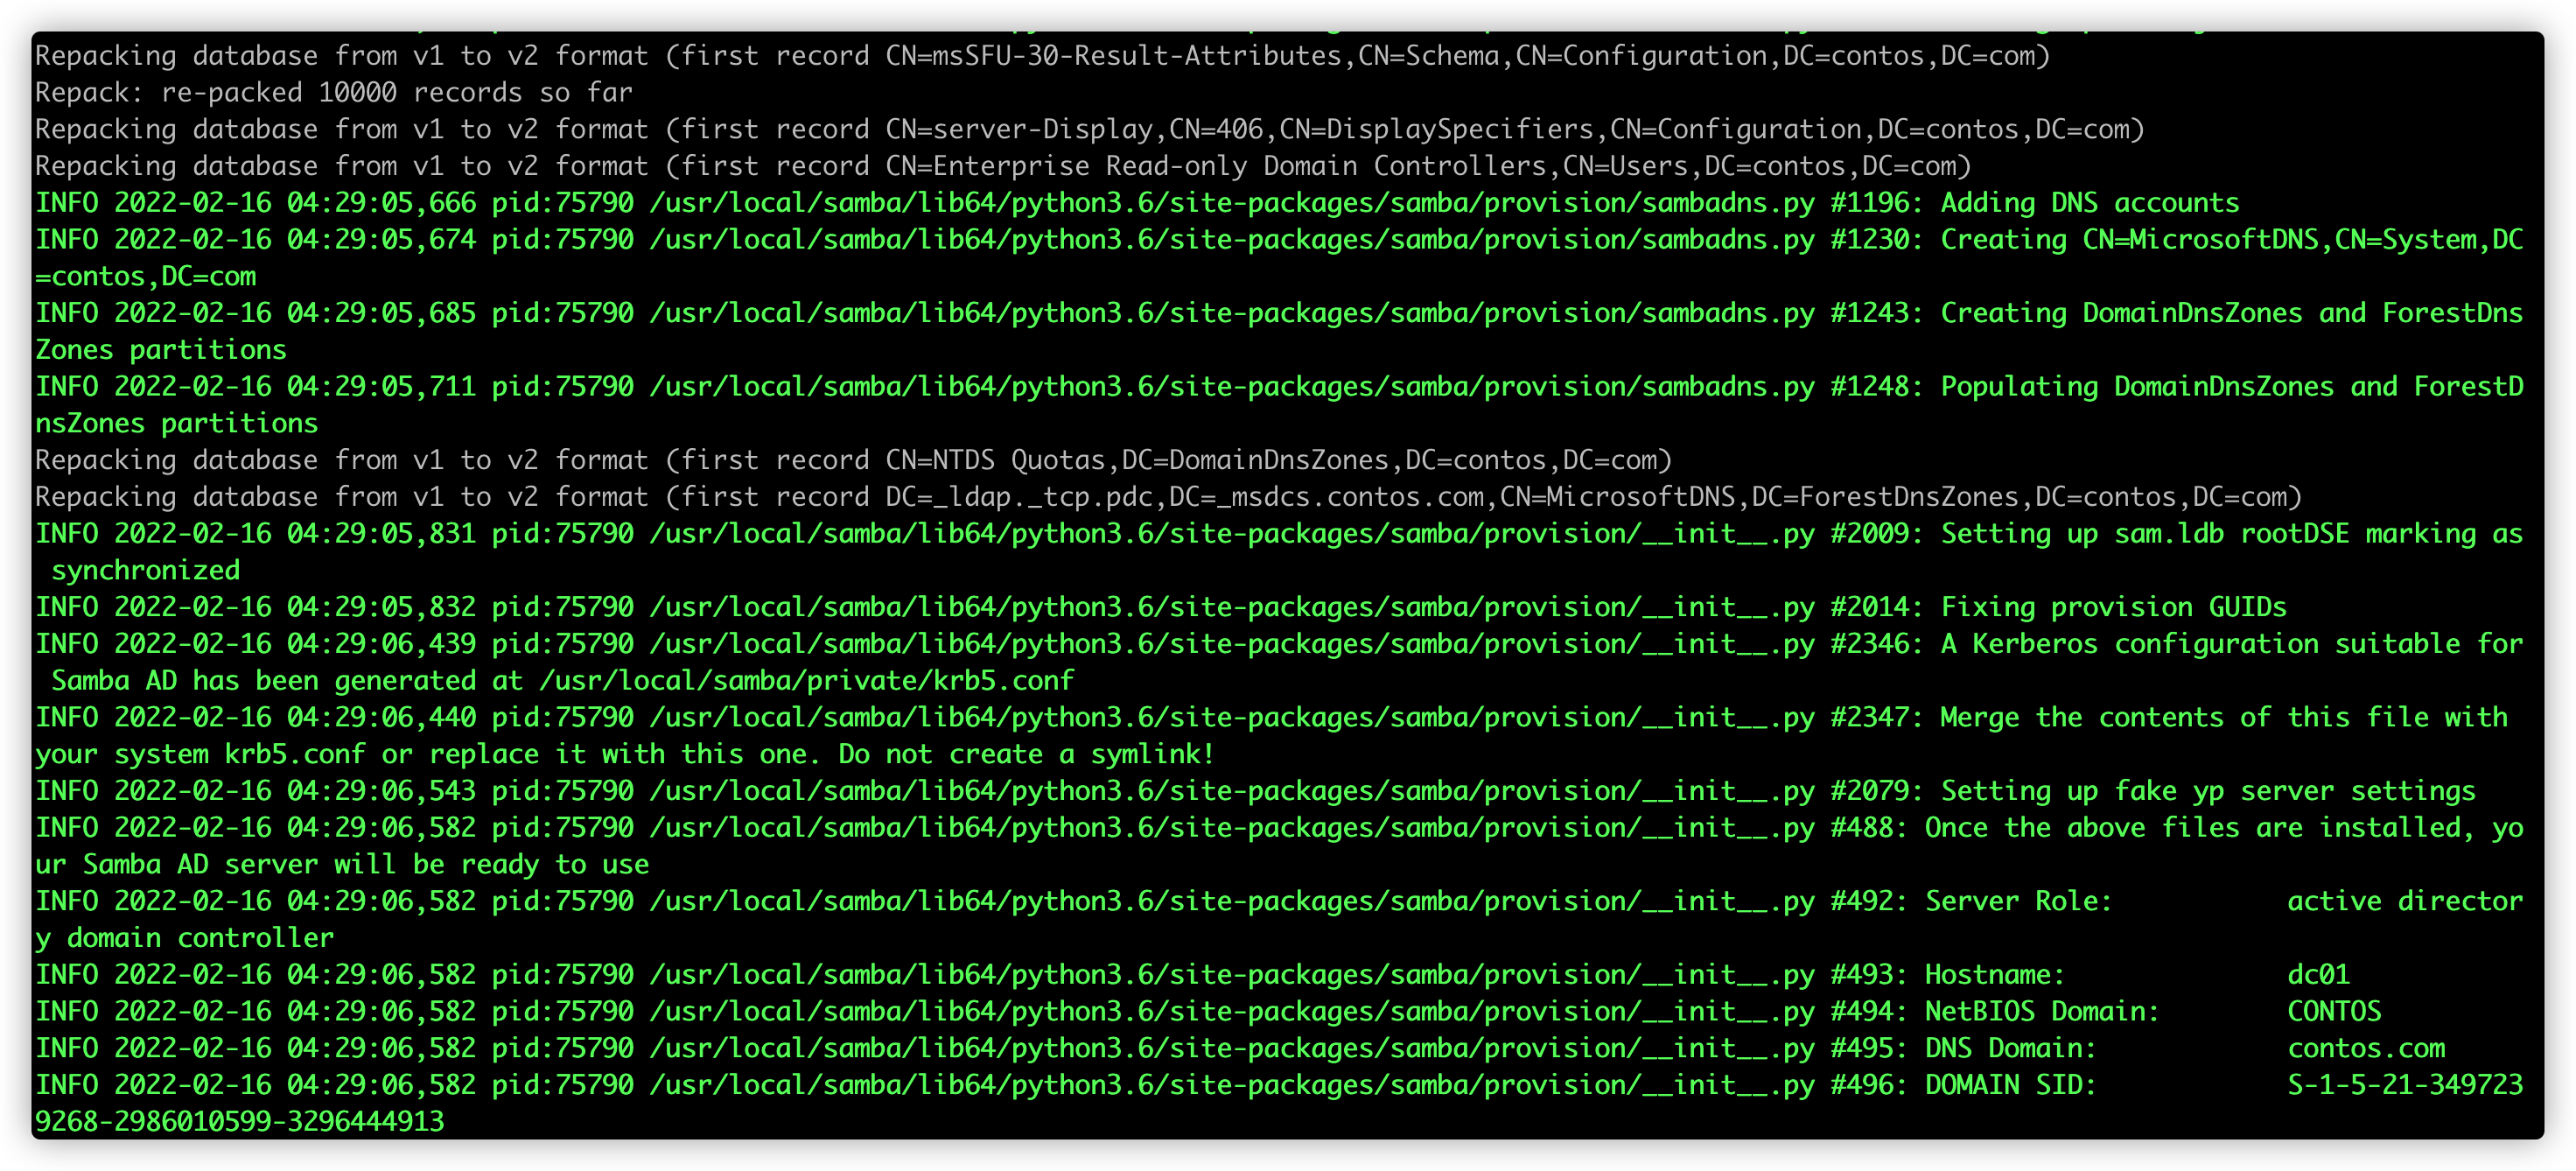 Repacking database from v1 to v2 format (first record CN=msSFU-30-Result-Attributes,CN=Schema,CN=Configuration,DC=contos,DC=com)
Repack: re-packed 10000 records so far
Repacking database from v1 to v2 format (first record CN=server-Display,CN=406,CN=DisplaySpecifiers,CN=Configuration,DC=contos,DC=com)
Repacking database from v1 to v2 format (first record CN=Enterprise Read-only Domain Controllers,CN=Users,DC=contos,DC=com)
INFO 2022-02-16 04:29:05,666 pid:75790 /usr/local/samba/lib64/python3.6/site-packages/samba/provision/sambadns.py #1196: Adding DNS accounts
INFO 2022-02-16 04:29:05,674 pid:75790 /usr/local/samba/lib64/python3.6/site-packages/samba/provision/sambadns.py #1230: Creating CN=MicrosoftDNS,CN=System,DC
=contos,DC=com
INFO 2022-02-16 04:29:05,685 pid:75790 /usr/local/samba/lib64/python3.6/site-packages/samba/provision/sambadns.py #1243: Creating DomainDnsZones and ForestDns
Zones partitions
INFO 2022-02-16 04:29:05,711 pid:75790 /usr/local/samba/lib64/python3.6/site-packages/samba/provision/sambadns.py #1248: Populating DomainDnsZones and ForestD
nsZones partitions
Repacking database from v1 to v2 format (first record CN=NTDS Quotas,DC=DomainDnsZones,DC=contos,DC=com)
Repacking database from v1 to v2 format (first record DC=_ldap._tcp.pdc,DC=_msdcs.contos.com,CN=MicrosoftDNS,DC=ForestDnsZones,DC=contos,DC=com)
INFO 2022-02-16 04:29:05,831 pid:75790 /usr/local/samba/lib64/python3.6/site-packages/samba/provision/__init__.py #2009: Setting up sam.ldb rootDSE marking as
 synchronized
INFO 2022-02-16 04:29:05,832 pid:75790 /usr/local/samba/lib64/python3.6/site-packages/samba/provision/__init__.py #2014: Fixing provision GUIDs
INFO 2022-02-16 04:29:06,439 pid:75790 /usr/local/samba/lib64/python3.6/site-packages/samba/provision/__init__.py #2346: A Kerberos configuration suitable for
 Samba AD has been generated at /usr/local/samba/private/krb5.conf
INFO 2022-02-16 04:29:06,440 pid:75790 /usr/local/samba/lib64/python3.6/site-packages/samba/provision/__init__.py #2347: Merge the contents of this file with
your system krb5.conf or replace it with this one. Do not create a symlink!
INFO 2022-02-16 04:29:06,543 pid:75790 /usr/local/samba/lib64/python3.6/site-packages/samba/provision/__init__.py #2079: Setting up fake yp server settings
INFO 2022-02-16 04:29:06,582 pid:75790 /usr/local/samba/lib64/python3.6/site-packages/samba/provision/__init__.py #488: Once the above files are installed, yo
ur Samba AD server will be ready to use
INFO 2022-02-16 04:29:06,582 pid:75790 /usr/local/samba/lib64/python3.6/site-packages/samba/provision/__init__.py #492: Server Role:           active director
y domain controller
INFO 2022-02-16 04:29:06,582 pid:75790 /usr/local/samba/lib64/python3.6/site-packages/samba/provision/__init__.py #493: Hostname:              dc01
INFO 2022-02-16 04:29:06,582 pid:75790 /usr/local/samba/lib64/python3.6/site-packages/samba/provision/__init__.py #494: NetBIOS Domain:        CONTOS
INFO 2022-02-16 04:29:06,582 pid:75790 /usr/local/samba/lib64/python3.6/site-packages/samba/provision/__init__.py #495: DNS Domain:            contos.com
INFO 2022-02-16 04:29:06,582 pid:75790 /usr/local/samba/lib64/python3.6/site-packages/samba/provision/__init__.py #496: DOMAIN SID:            S-1-5-21-349723
9268-2986010599-3296444913